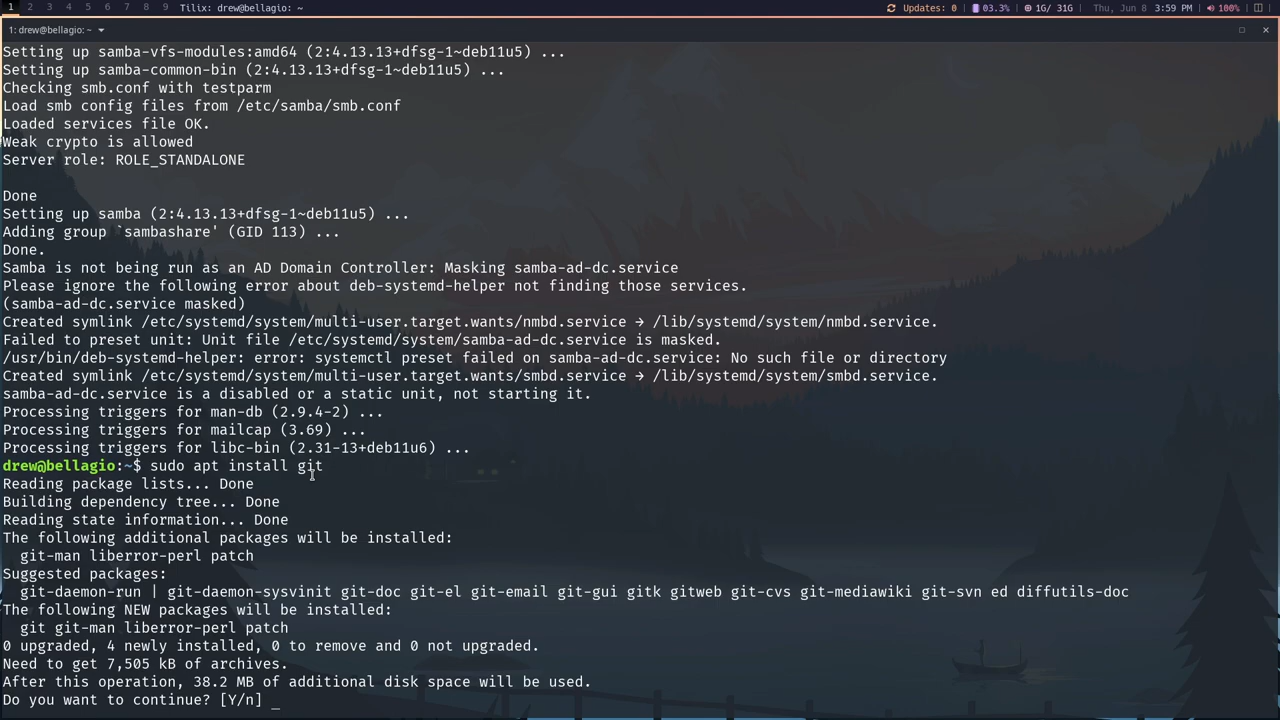 1 2 3 4 5 6 7 8 9 Tilix: drew@bellagio: ~ Updates: 0 03.3% 1G/ 31G Thu, Jun 8 3:59 PM 100%
1: drew@bellagio: ~
Setting up samba-vfs-modules:amd64 (2:4.13.13+dfsg-1~deb11u5) ...
Setting up samba-common-bin (2:4.13.13+dfsg-1~deb11u5) ...
Checking smb.conf with testparm
Load smb config files from /etc/samba/smb.conf
Loaded services file OK.
Weak crypto is allowed
Server role: ROLE_STANDALONE
Done
Setting up samba (2:4.13.13+dfsg-1~deb11u5) ...
Adding group `sambashare' (GID 113) ...
Done.
Samba is not being run as an AD Domain Controller: Masking samba-ad-dc.service
Please ignore the following error about deb-systemd-helper not finding those services.
(samba-ad-dc.service masked)
Created symlink /etc/systemd/system/multi-user.target.wants/nmbd.service → /lib/systemd/system/nmbd.service.
Failed to preset unit: Unit file /etc/systemd/system/samba-ad-dc.service is masked.
/usr/bin/deb-systemd-helper: error: systemctl preset failed on samba-ad-dc.service: No such file or directory
Created symlink /etc/systemd/system/multi-user.target.wants/smbd.service → /lib/systemd/system/smbd.service.
samba-ad-dc.service is a disabled or a static unit, not starting it.
Processing triggers for man-db (2.9.4-2) ...
Processing triggers for mailcap (3.69) ...
Processing triggers for libc-bin (2.31-13+deb11u6) ...
drew@bellagio:~$ sudo apt install git
Reading package lists... Done
Building dependency tree... Done
Reading state information... Done
The following additional packages will be installed:
git-man liberror-perl patch
Suggested packages:
git-daemon-run | git-daemon-sysvinit git-doc git-el git-email git-gui gitk gitweb git-cvs git-mediawiki git-svn ed diffutils-doc
The following NEW packages will be installed:
git git-man liberror-perl patch
0 upgraded, 4 newly installed, 0 to remove and 0 not upgraded.
Need to get 7,505 kB of archives.
After this operation, 38.2 MB of additional disk space will be used.
Do you want to continue? [Y/n] _